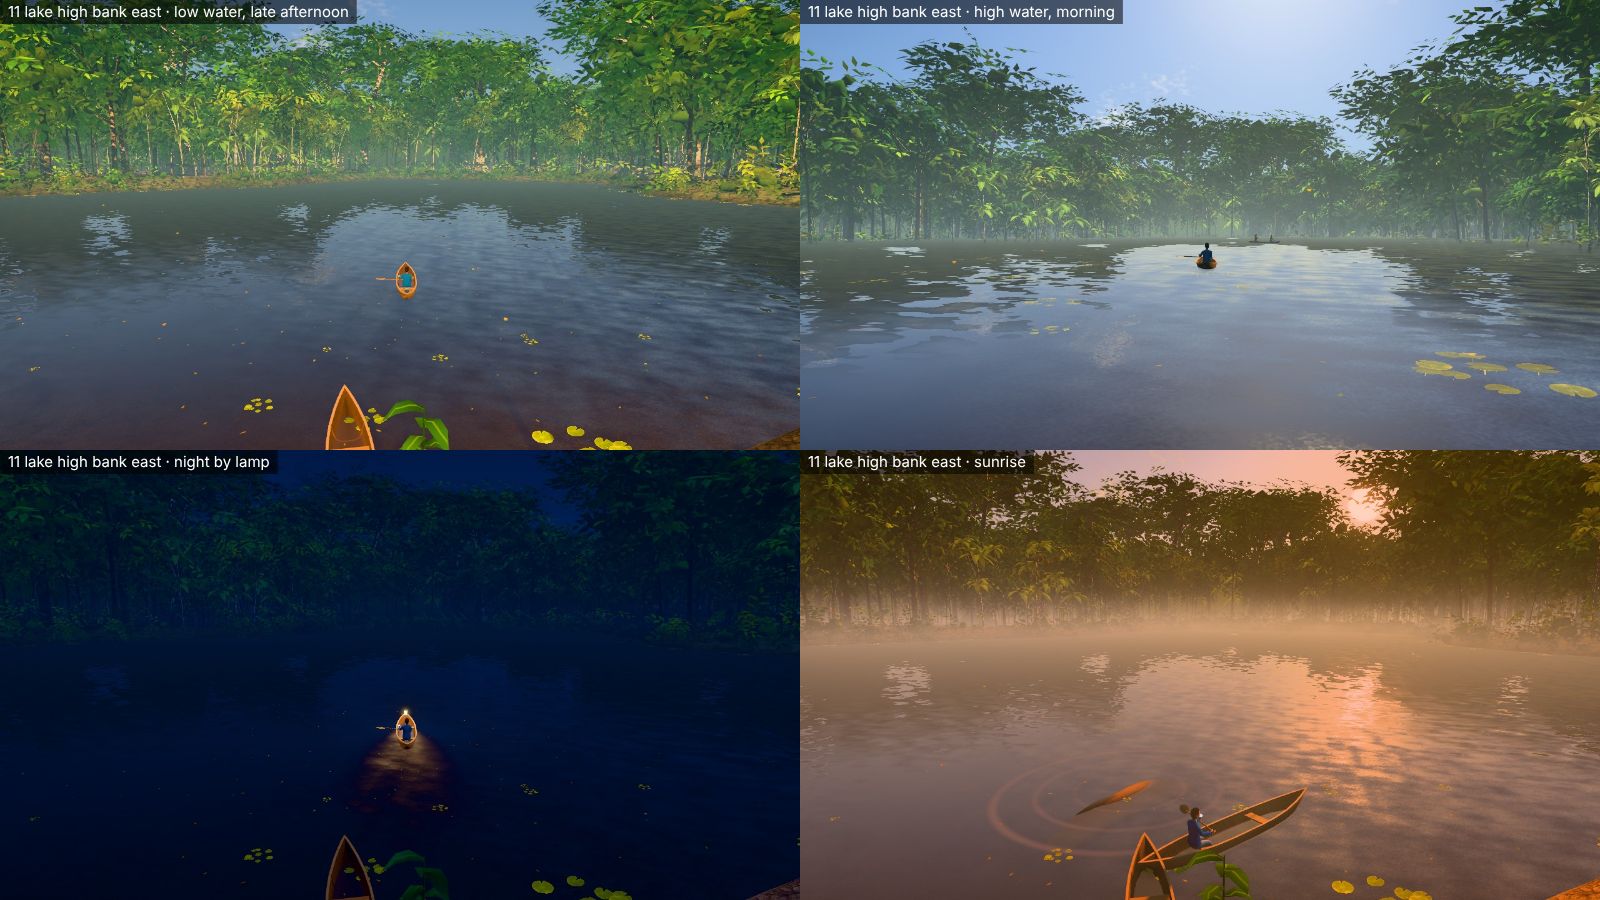 11 lake high bank east · low water, late afternoon
11 lake high bank east · high water, morning
11 lake high bank east · night by lamp
11 lake high bank east · sunrise